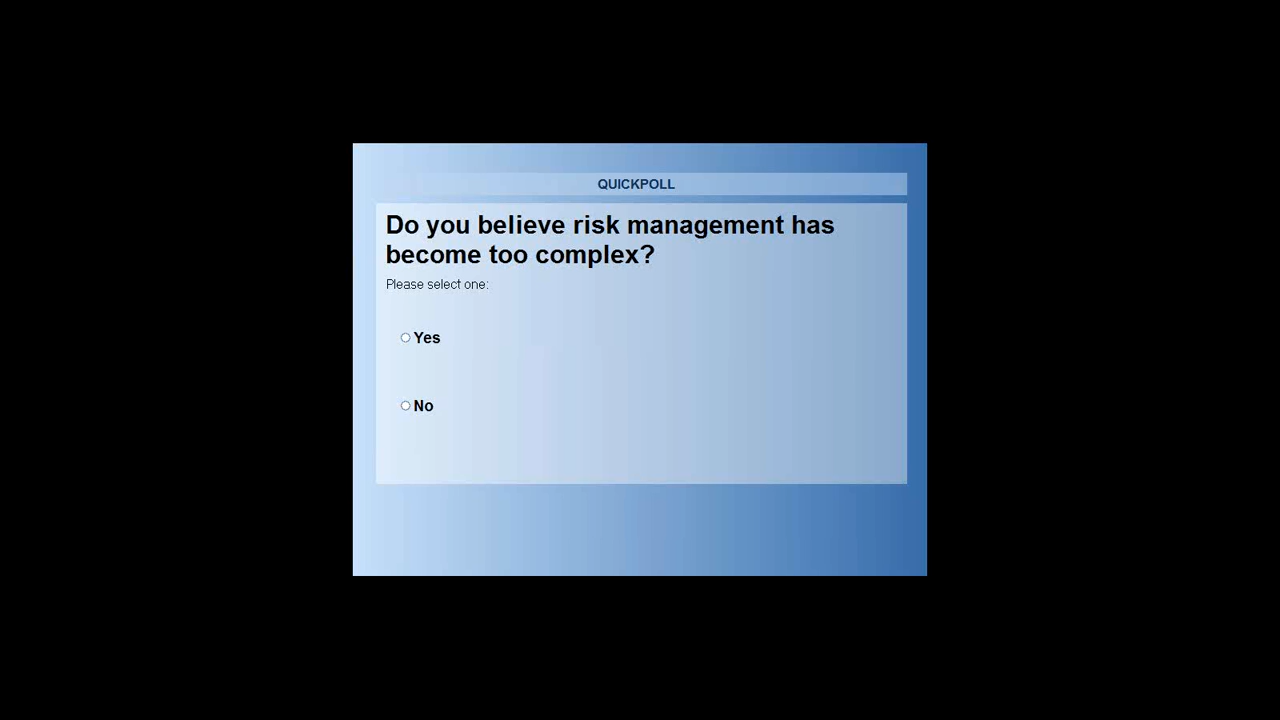 QUICKPOLL
Do you believe risk management has
become too complex?
Please select one:
Yes
No